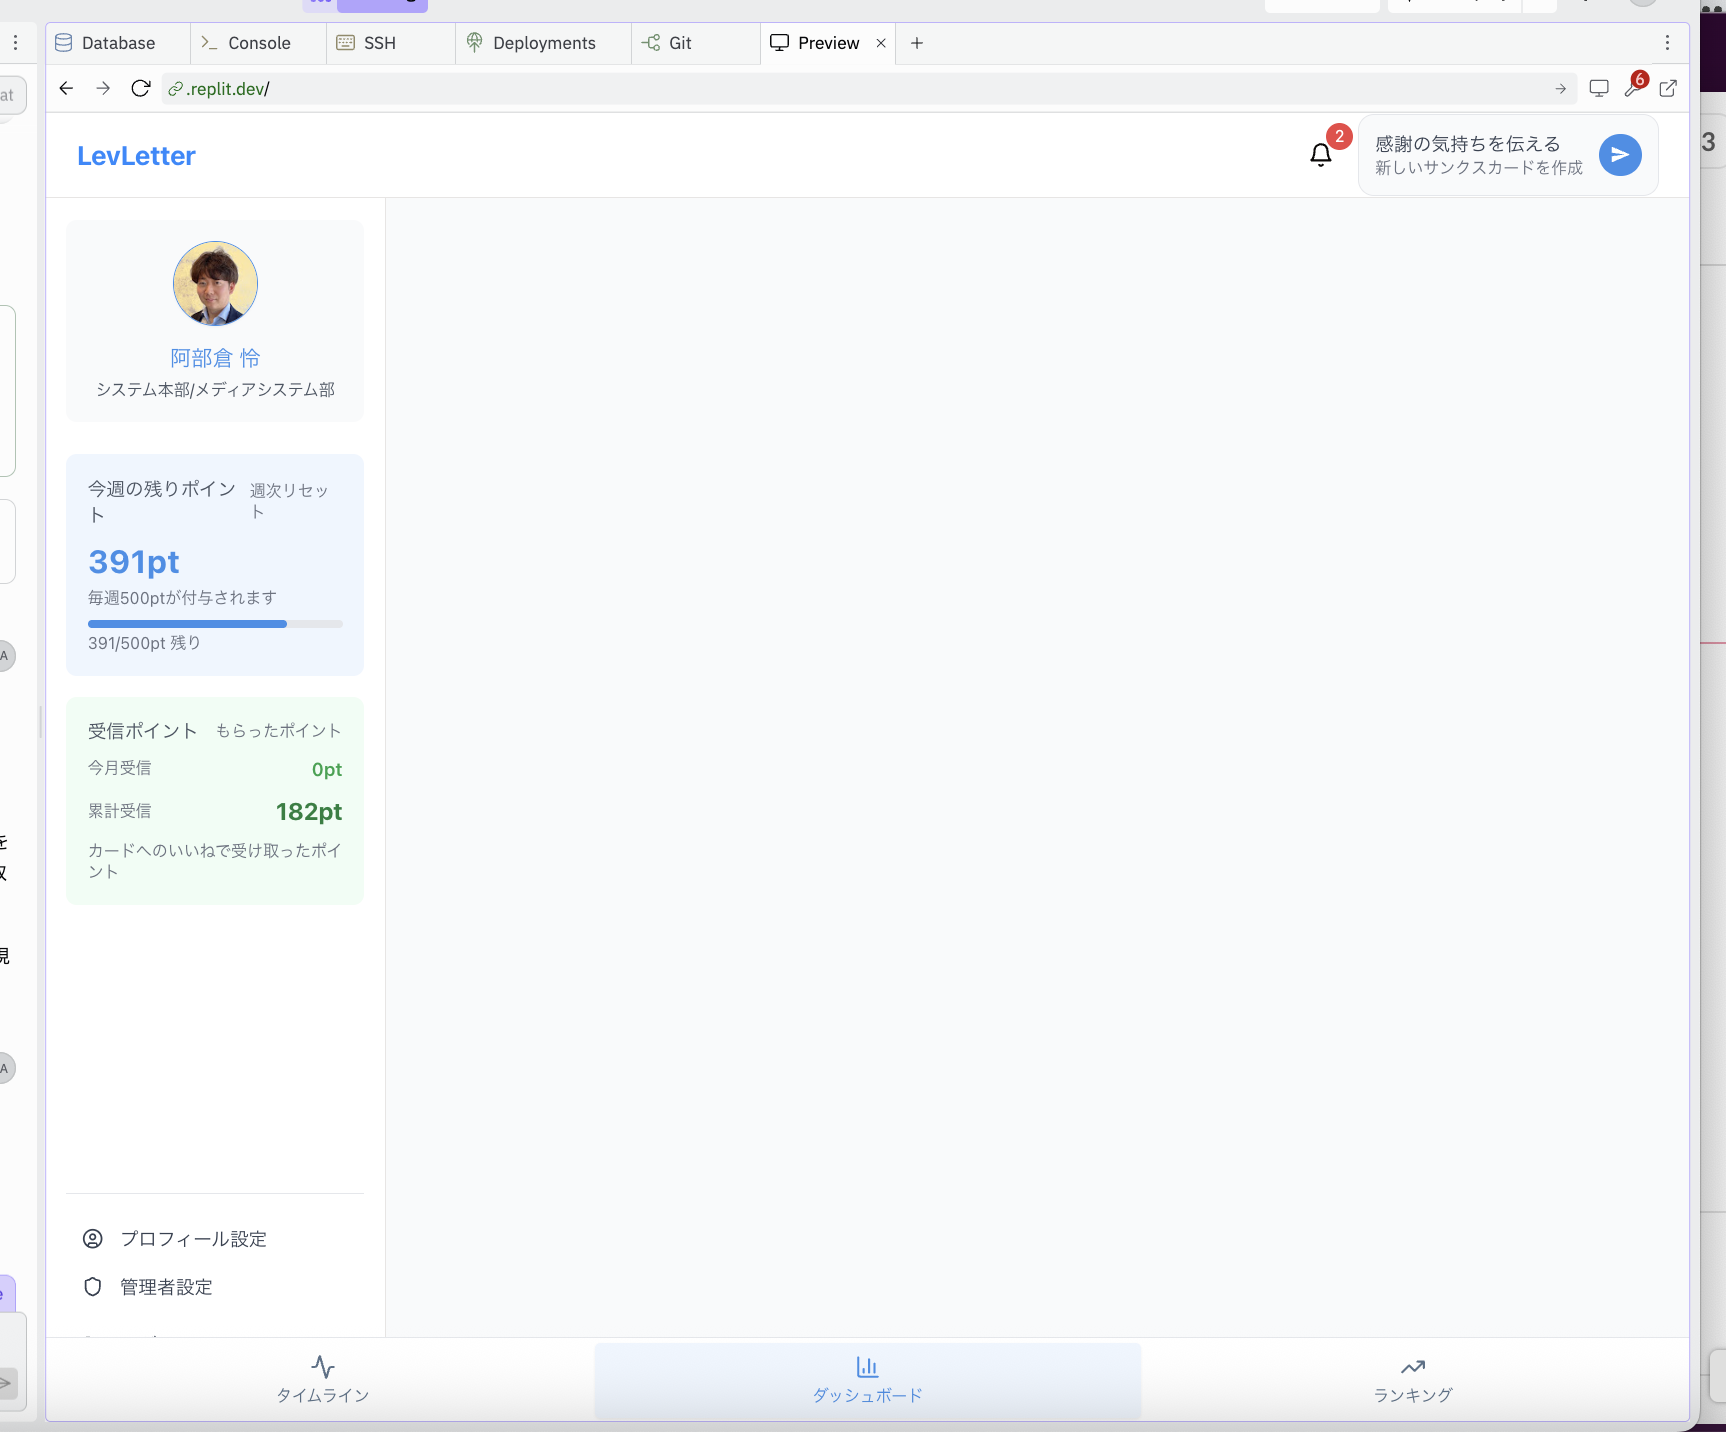 Database
Console
SSH
Deployments
Git
Preview
.replit.dev/
6
at
3
LevLetter
2
感謝の気持ちを伝える
新しいサンクスカードを作成
阿部倉 怜
システム本部/メディアシステム部
今週の残りポイン
ト
週次リセッ
ト
391pt
毎週500ptが付与されます
391/500pt 残り
A
受信ポイント
もらったポイント
今月受信
0pt
累計受信
182pt
カードへのいいねで受け取ったポイ
ント
を
A
プロフィール設定
管理者設定
タイムライン
ダッシュボード
ランキング